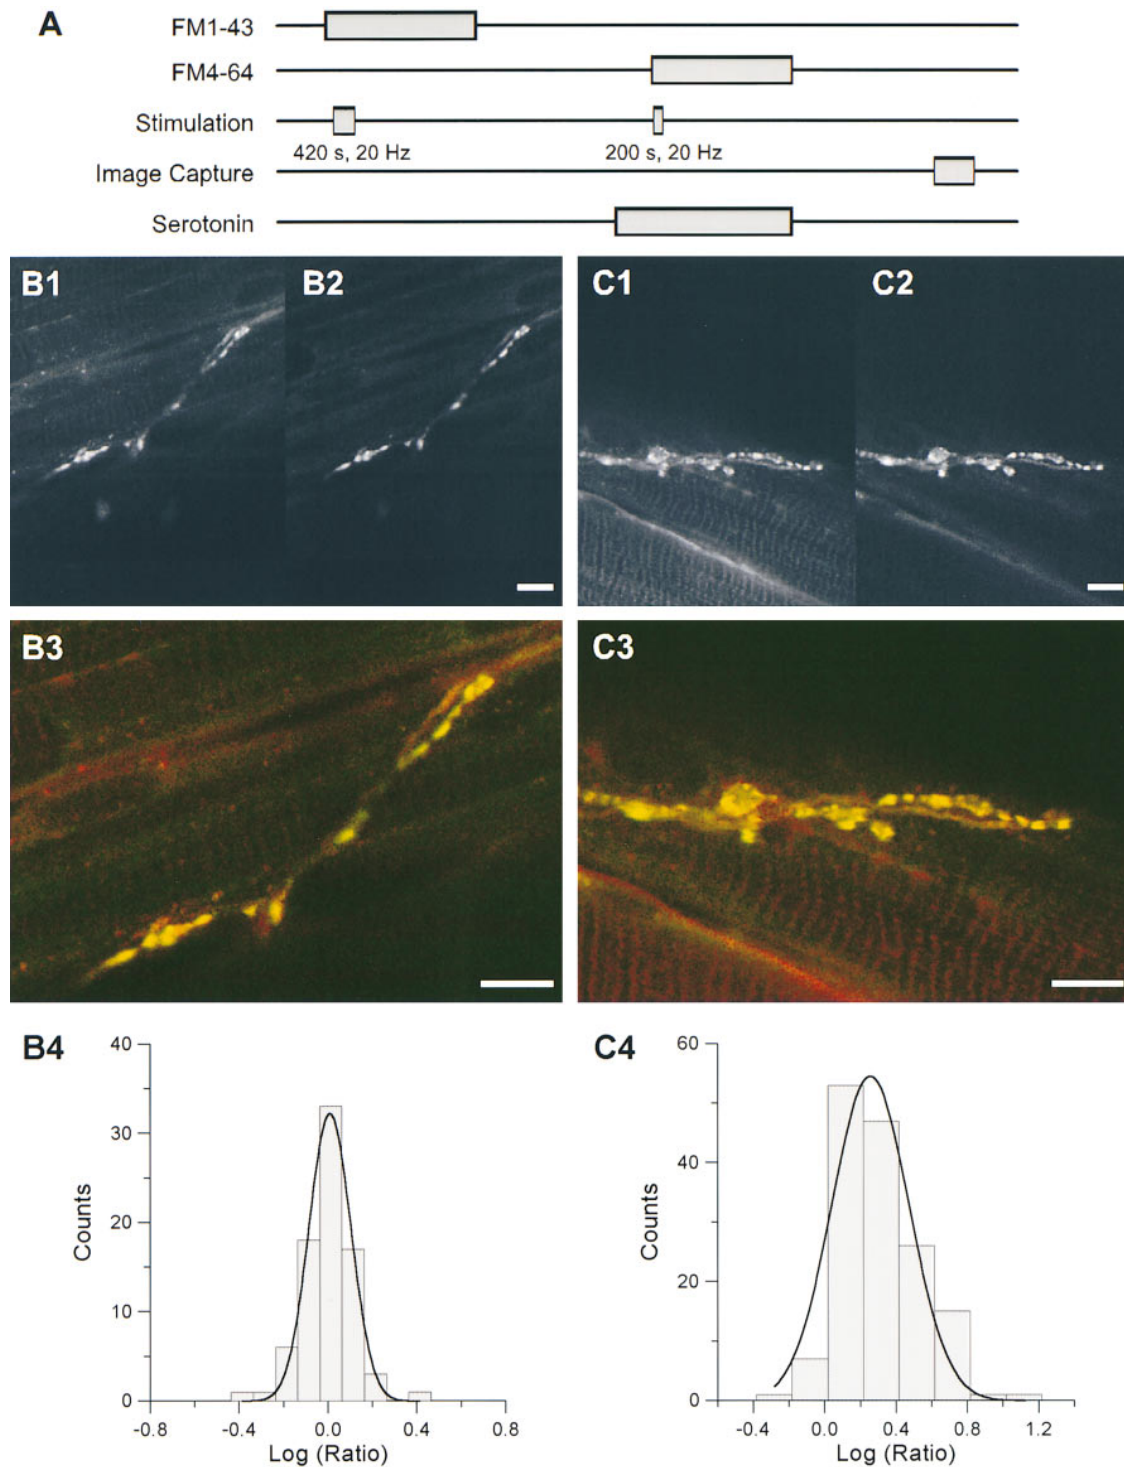 A
FM1-43
FM4-64
Stimulation
420 s, 20 Hz
200 s, 20 Hz
Image Capture
Serotonin
B1
B2
C1
C2
B3
C3
B4
40
30
20
10
0
Counts
-0.8
-0.4
0.0
0.4
0.8
Log (Ratio)
C4
60
40
20
0
Counts
-0.4
0.0
0.4
0.8
1.2
Log (Ratio)